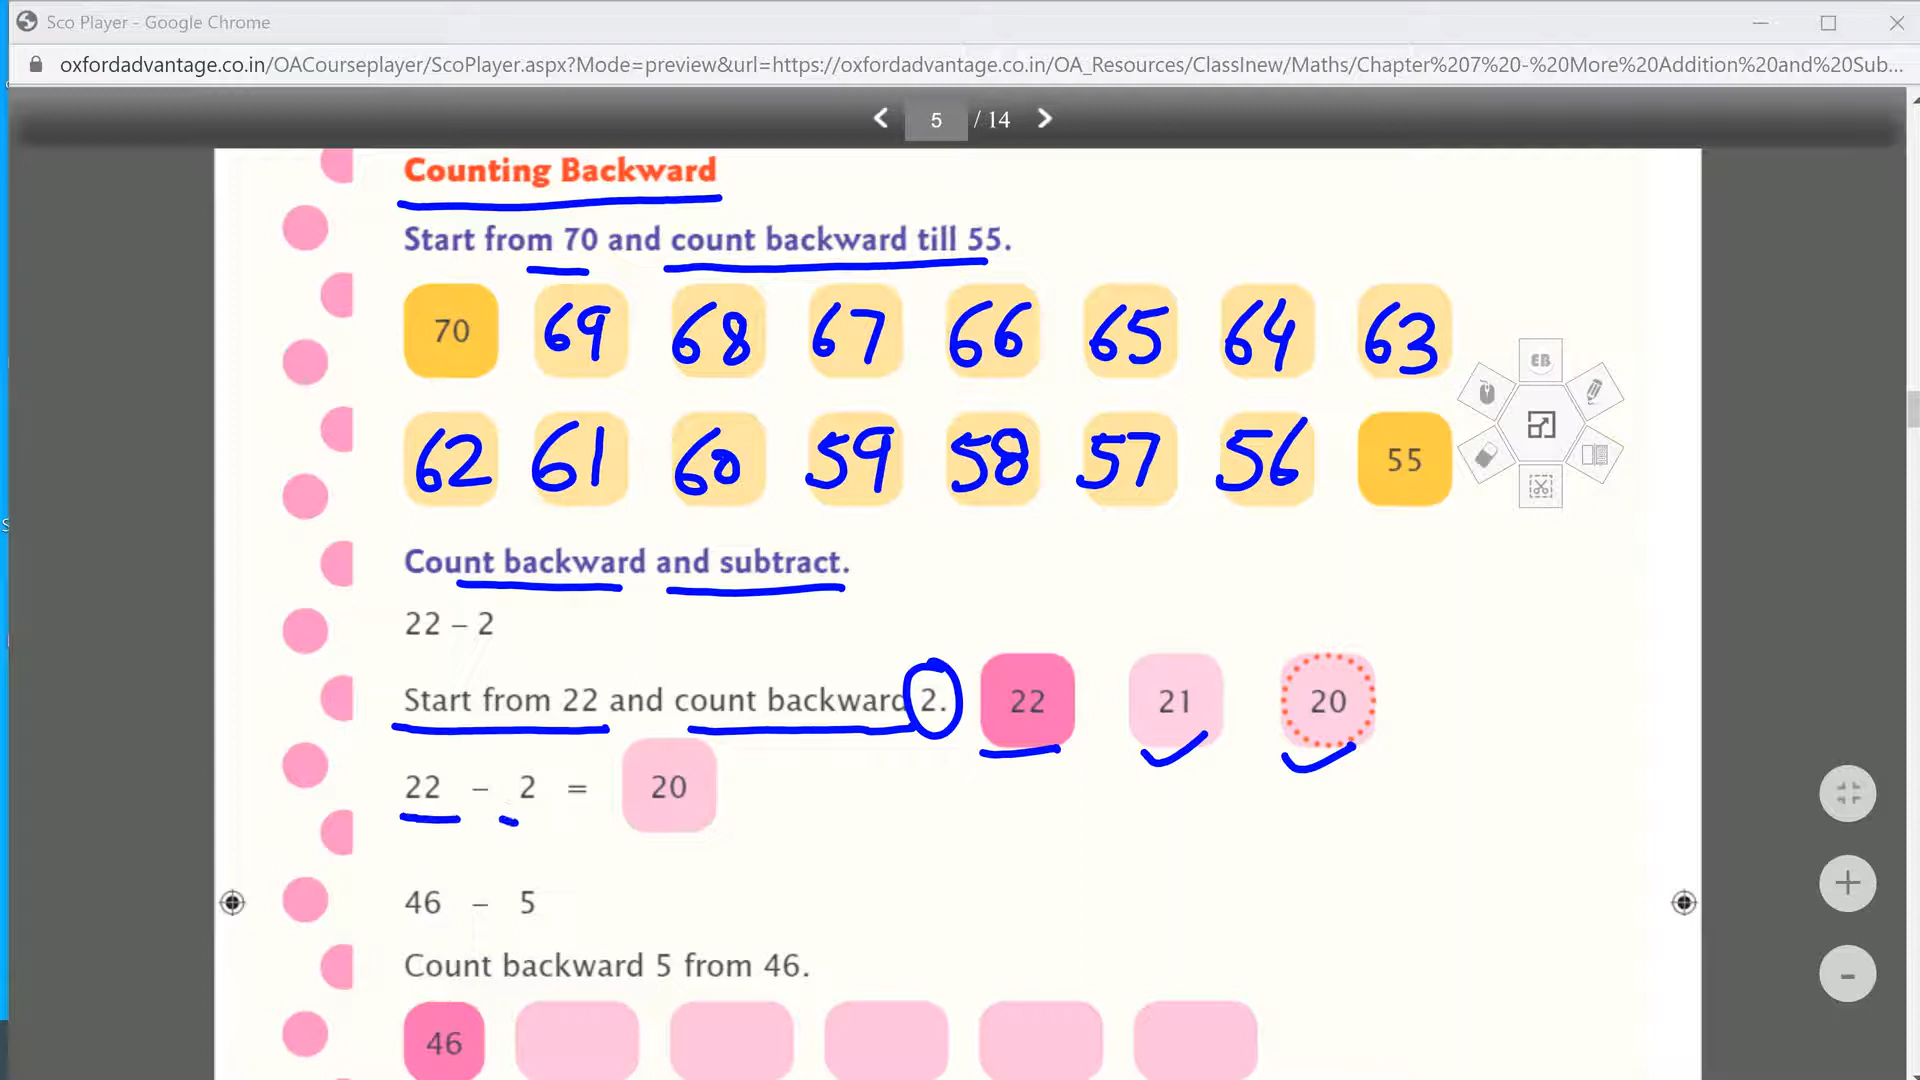 Sco Player - Google Chrome
oxfordadvantage.co.in/OACourseplayer/ScoPlayer.aspx?Mode=preview&url=https://oxfordadvantage.co.in/OA_Resources/ClassInew/Maths/Chapter%207%20-%20More%20Addition%20and%20Sub...
5 / 14
Counting Backward
Start from 70 and count backward till 55.
70 69 68 67 66 65 64 63
EB
62 61 60 59 58 57 56 55
Count backward and subtract.
22 – 2
Start from 22 and count backward 2. 22 21 20
22 – 2 = 20
46 – 5
Count backward 5 from 46.
46